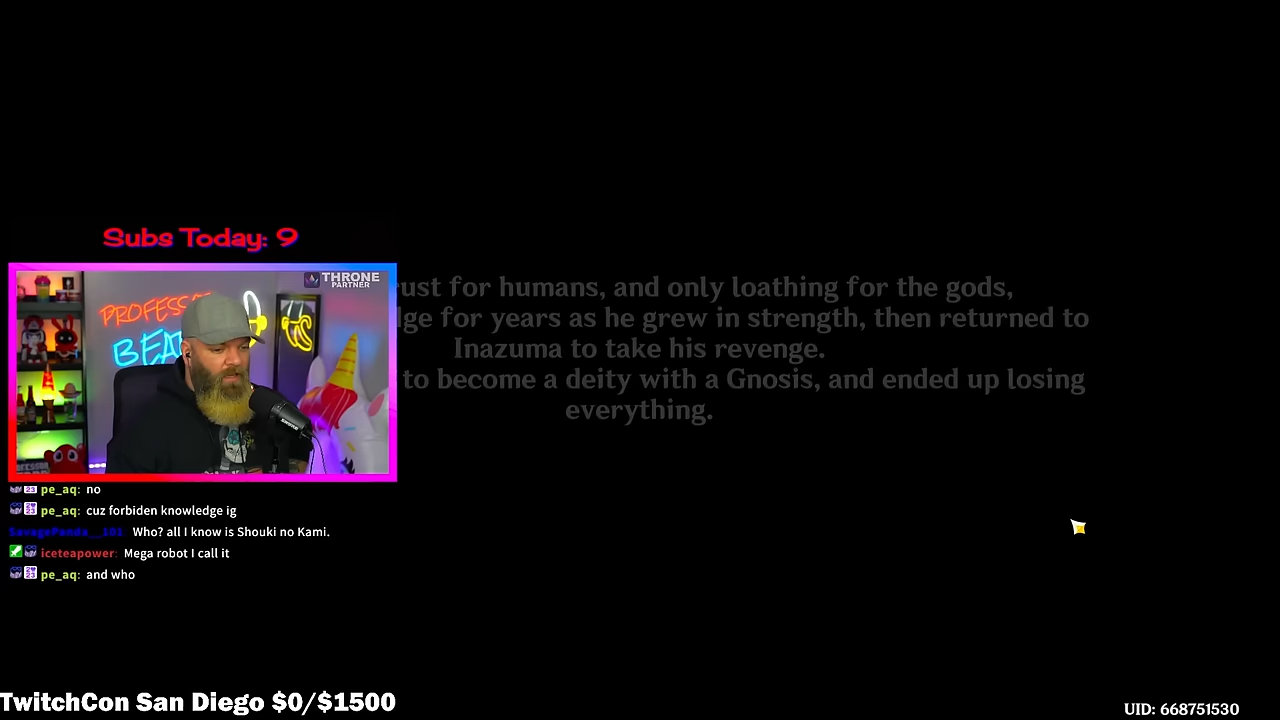 Subs Today: 9
THRONE
PARTNER
PROFESS
BEA
for humans, and only loathing for the gods,
for years as he grew in strength, then returned to
Inazuma to take his revenge.
to become a deity with a Gnosis, and ended up losing
everything.
pe_aq: no
pe_aq: cuz forbiden knowledge ig
SavagePanda__101 Who? all I know is Shouki no Kami.
iceteapower: Mega robot I call it
pe_aq: and who
TwitchCon San Diego $0/$1500
UID: 668751530